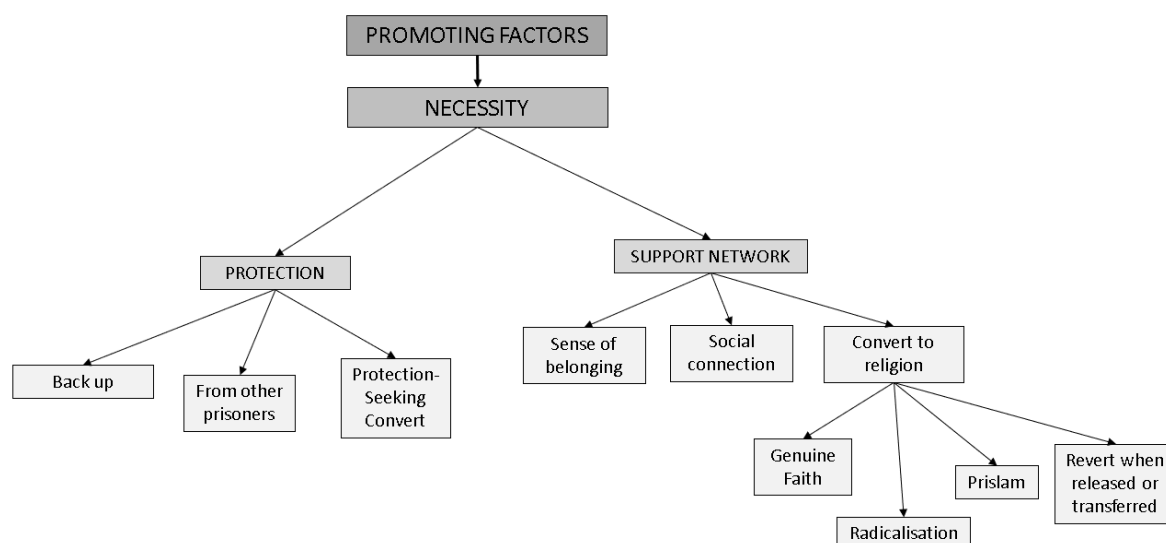 PROMOTING FACTORS
NECESSITY
PROTECTION
SUPPORT NETWORK
Back up
From other
prisoners
Protection-
Seeking
Convert
Sense of
belonging
Social
connection
Convert to
religion
Genuine
Faith
Radicalisation
Prislam
Revert when
released or
transferred